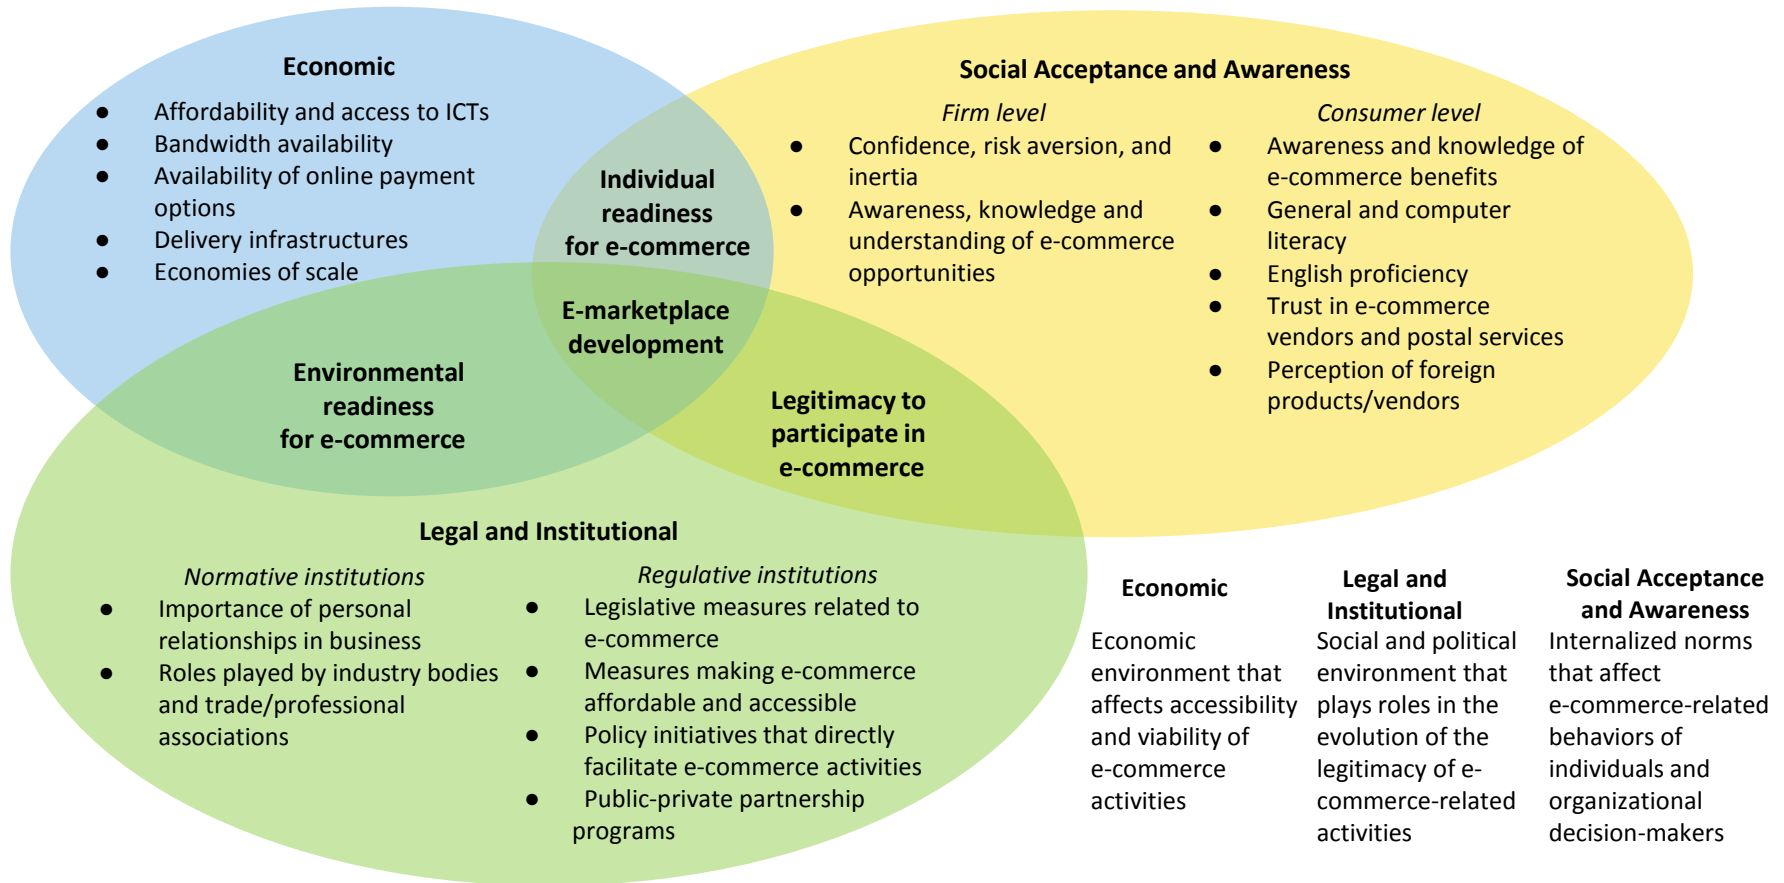 Economic
● Affordability and access to ICTs
● Bandwidth availability
● Availability of online payment
options
● Delivery infrastructures
● Economies of scale
Social Acceptance and Awareness
Firm level
● Confidence, risk aversion, and
inertia
● Awareness, knowledge and
understanding of e-commerce
opportunities
Consumer level
● Awareness and knowledge of
e-commerce benefits
● General and computer
literacy
● English proficiency
● Trust in e-commerce
vendors and postal services
● Perception of foreign
products/vendors
Individual
readiness
for e-commerce
E-marketplace
development
Environmental
readiness
for e-commerce
Legitimacy to
participate in
e-commerce
Legal and Institutional
Normative institutions
● Importance of personal
relationships in business
● Roles played by industry bodies
and trade/professional
associations
Regulative institutions
● Legislative measures related to
e-commerce
● Measures making e-commerce
affordable and accessible
● Policy initiatives that directly
facilitate e-commerce activities
● Public-private partnership
programs
Economic
Economic
environment that
affects accessibility
and viability of
e-commerce
activities
Legal and
Institutional
Social and political
environment that
plays roles in the
evolution of the
legitimacy of e-
commerce-related
activities
Social Acceptance
and Awareness
Internalized norms
that affect
e-commerce-related
behaviors of
individuals and
organizational
decision-makers